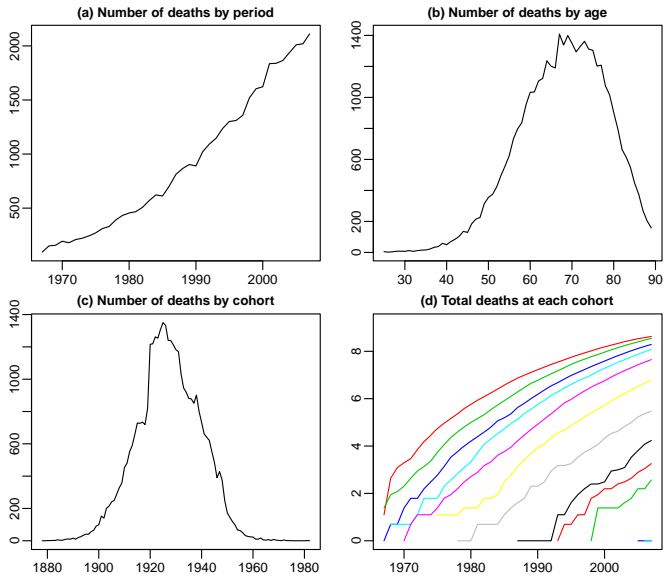 (a) Number of deaths by period
2000
1500
1000
500
1970 1980 1990 2000
(b) Number of deaths by age
1400
1000
600
200
0
30 40 50 60 70 80 90
(c) Number of deaths by cohort
1400
1000
600
200
0
1880 1900 1920 1940 1960 1980
(d) Total deaths at each cohort
8
6
4
2
0
1970 1980 1990 2000